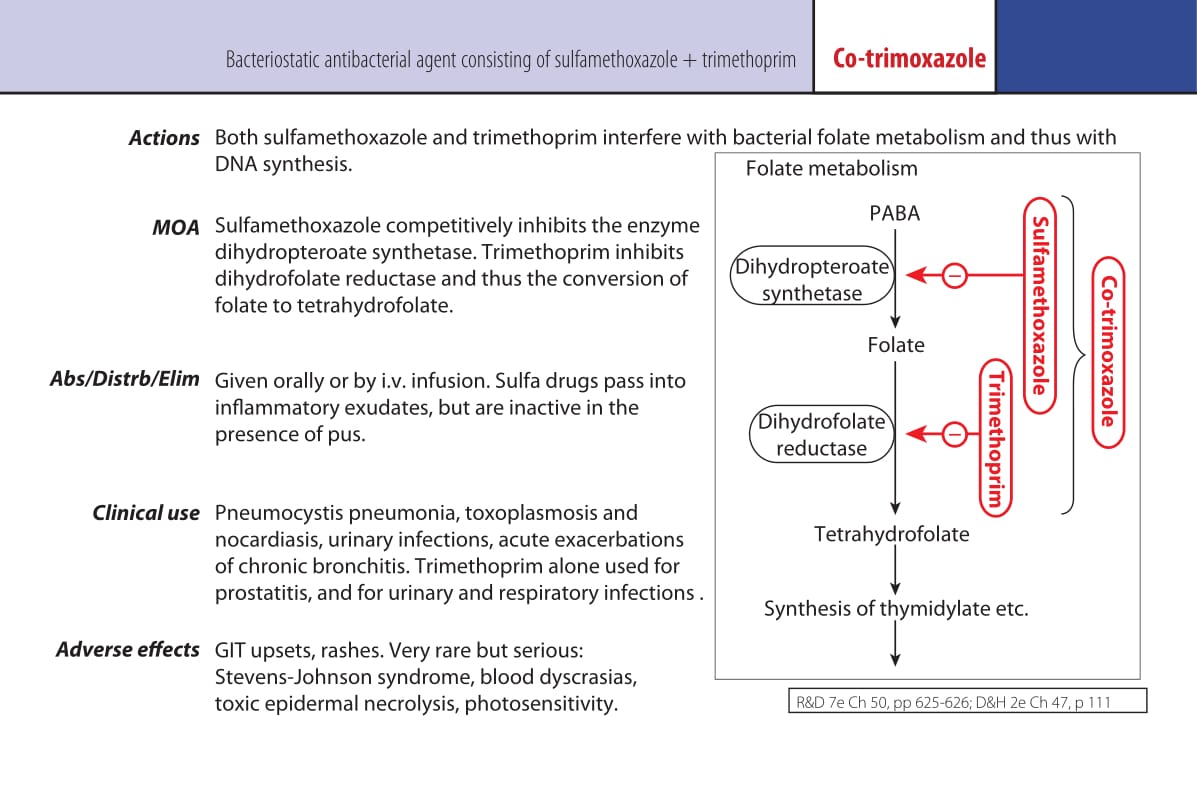 Bacteriostatic antibacterial agent consisting of sulfamethoxazole + trimethoprim
Co-trimoxazole
Actions
Both sulfamethoxazole and trimethoprim interfere with bacterial folate metabolism and thus with
DNA synthesis.
MOA
Sulfamethoxazole competitively inhibits the enzyme
dihydropteroate synthetase. Trimethoprim inhibits
dihydrofolate reductase and thus the conversion of
folate to tetrahydrofolate.
Abs/Distrb/Elim
Given orally or by i.v. infusion. Sulfa drugs pass into
inflammatory exudates, but are inactive in the
presence of pus.
Clinical use
Pneumocystis pneumonia, toxoplasmosis and
nocardiasis, urinary infections, acute exacerbations
of chronic bronchitis. Trimethoprim alone used for
prostatitis, and for urinary and respiratory infections .
Adverse effects
GIT upsets, rashes. Very rare but serious:
Stevens-Johnson syndrome, blood dyscrasias,
toxic epidermal necrolysis, photosensitivity.
Folate metabolism
PABA
Dihydropteroate
synthetase
Folate
Dihydrofolate
reductase
Tetrahydrofolate
Synthesis of thymidylate etc.
Sulfamethoxazole
Trimethoprim
Co-trimoxazole
R&D 7e Ch 50, pp 625-626; D&H 2e Ch 47, p 111